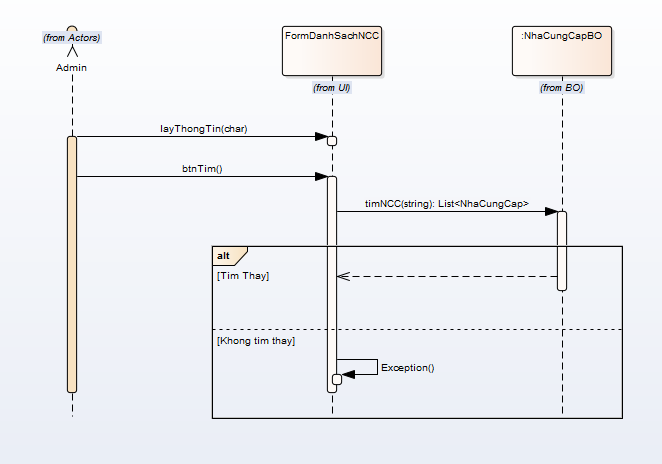 FormDanhSachNCC
:NhaCungCapBO
(from Actors)
Admin
(from UI)
(from BO)
layThongTin(char)
btnTim()
timNCC(string): List<NhaCungCap>
alt
[Tim Thay]
[Khong tim thay]
Exception()